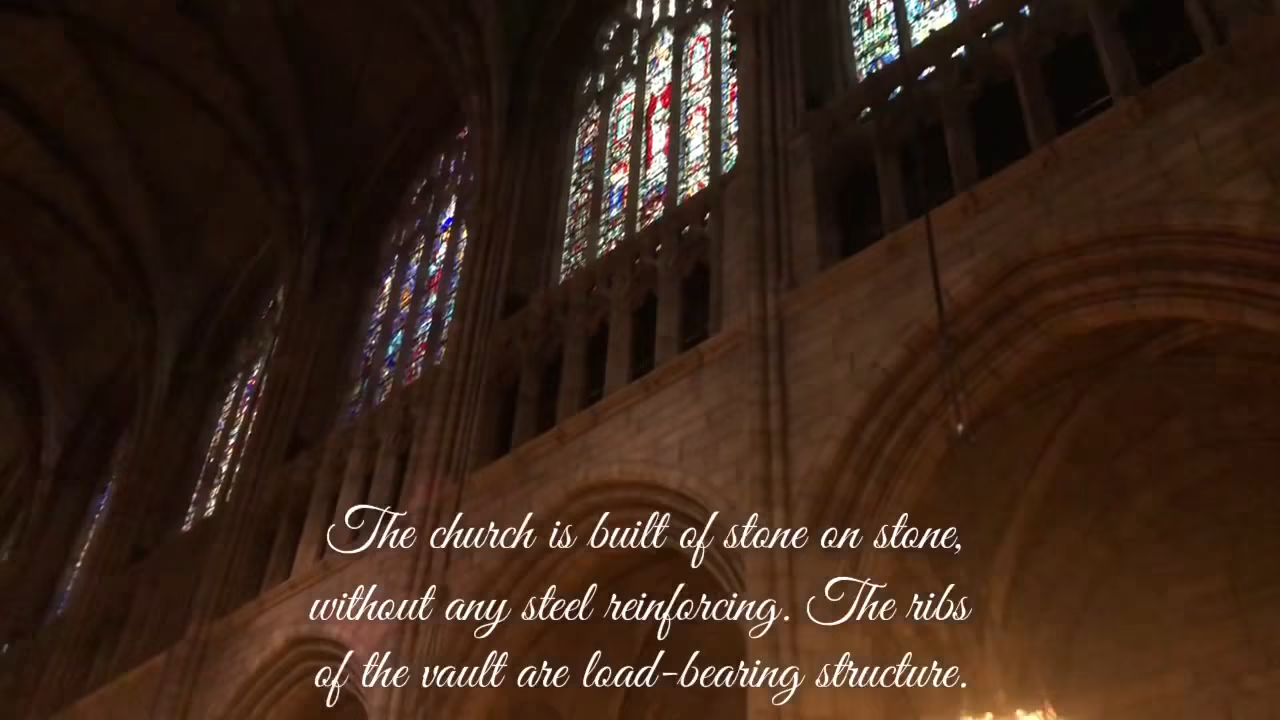 The church is built of stone on stone,
without any steel reinforcing. The ribs
of the vault are load-bearing structure.